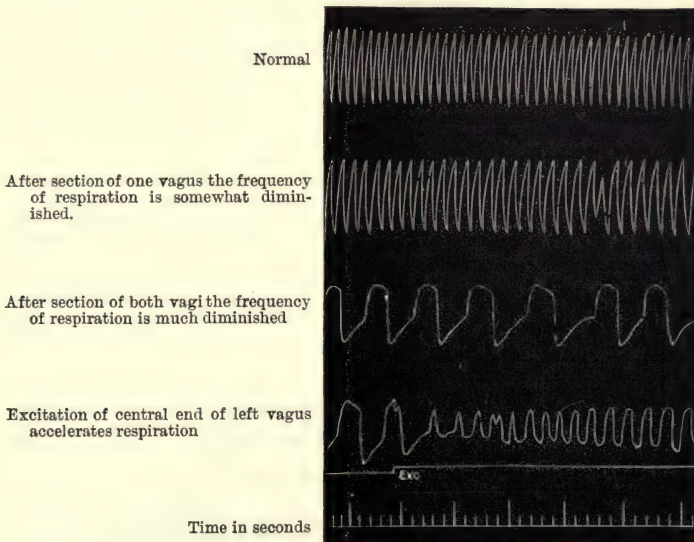 Normal
After section of one vagus the frequency
of respiration is somewhat dimin-
ished.
After section of both vagi the frequency
of respiration is much diminished
Excitation of central end of left vagus
accelerates respiration
EXC
Time in seconds